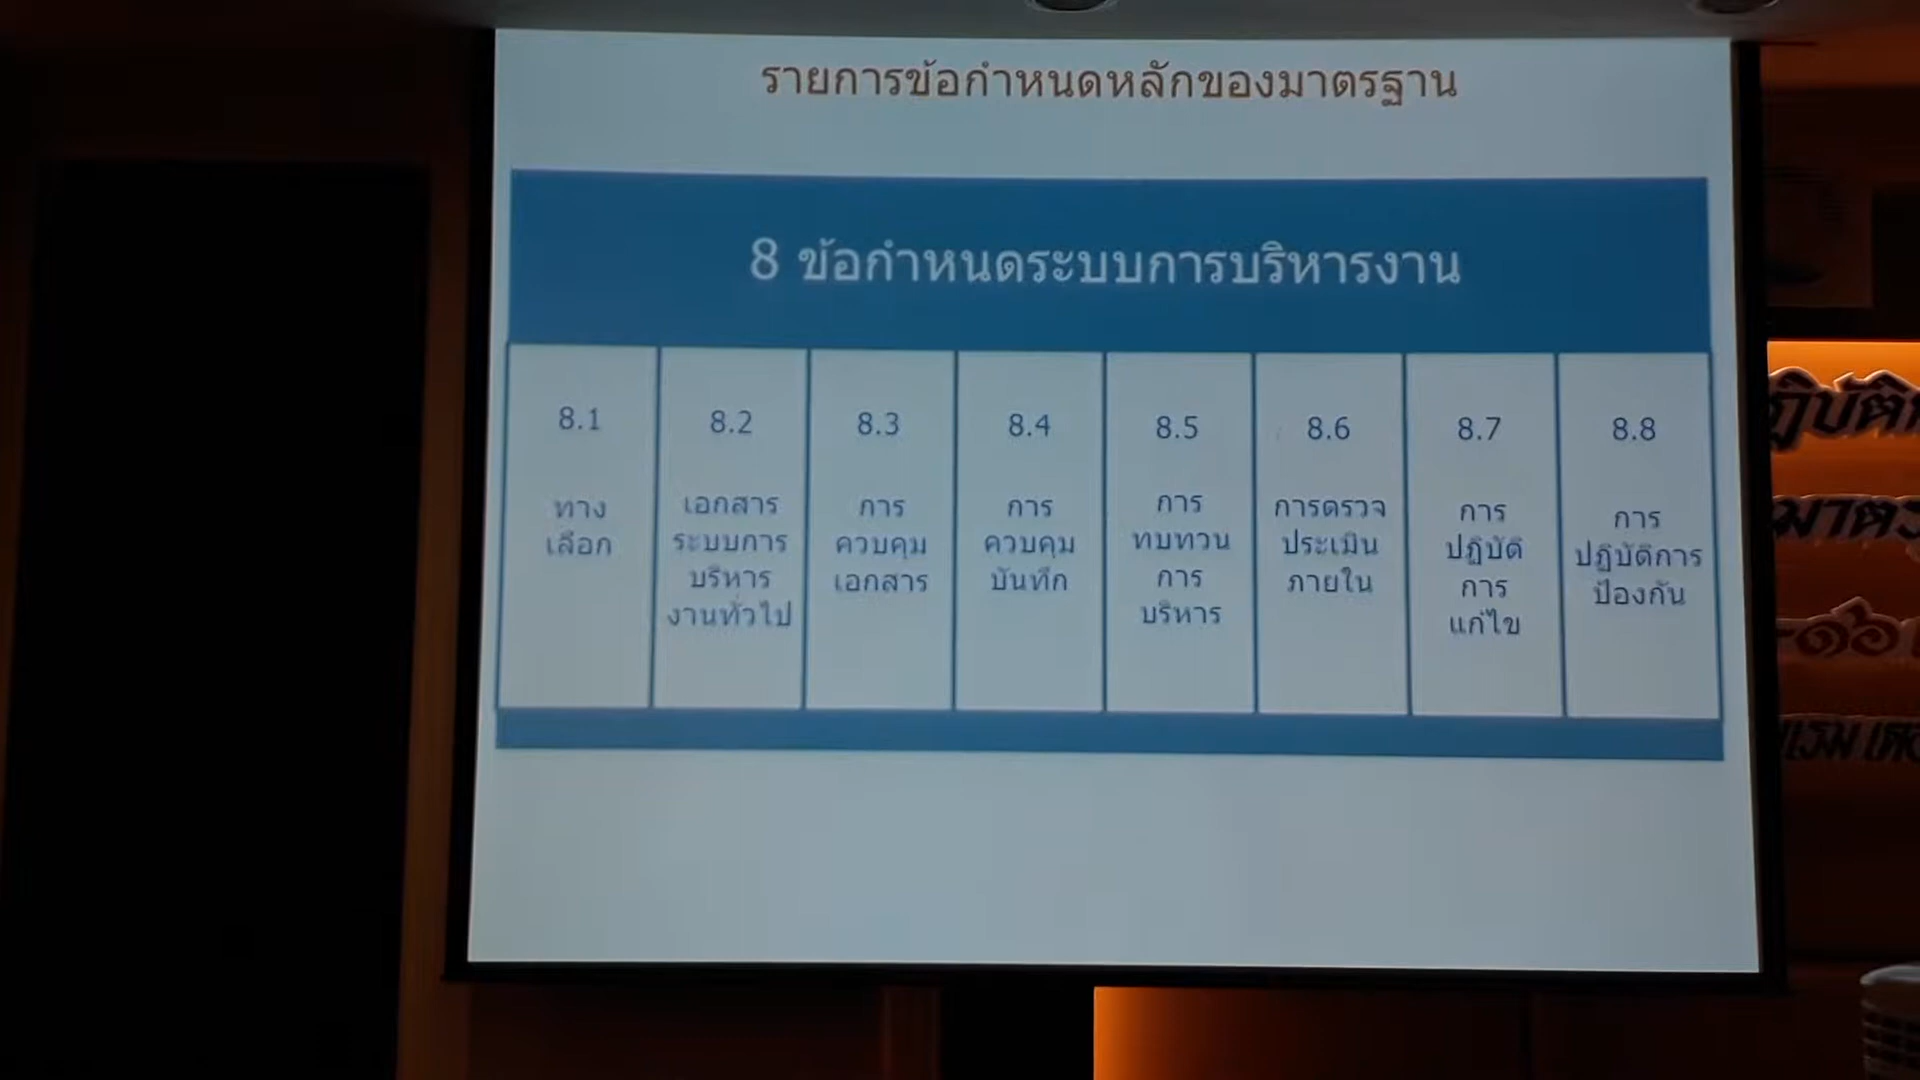 รายการข้อกำหนดหลักของมาตรฐาน
8 ข้อกำหนดระบบการบริหารงาน
8.1
ทาง
เลือก
8.2
เอกสาร
ระบบการ
บริหาร
งานทั่วไป
8.3
การ
ควบคุม
เอกสาร
8.4
การ
ควบคุม
บันทึก
8.5
การ
ทบทวน
การ
บริหาร
8.6
การตรวจ
ประเมิน
ภายใน
8.7
การ
ปฏิบัติ
การ
แก้ไข
8.8
การ
ปฏิบัติการ
ป้องกัน